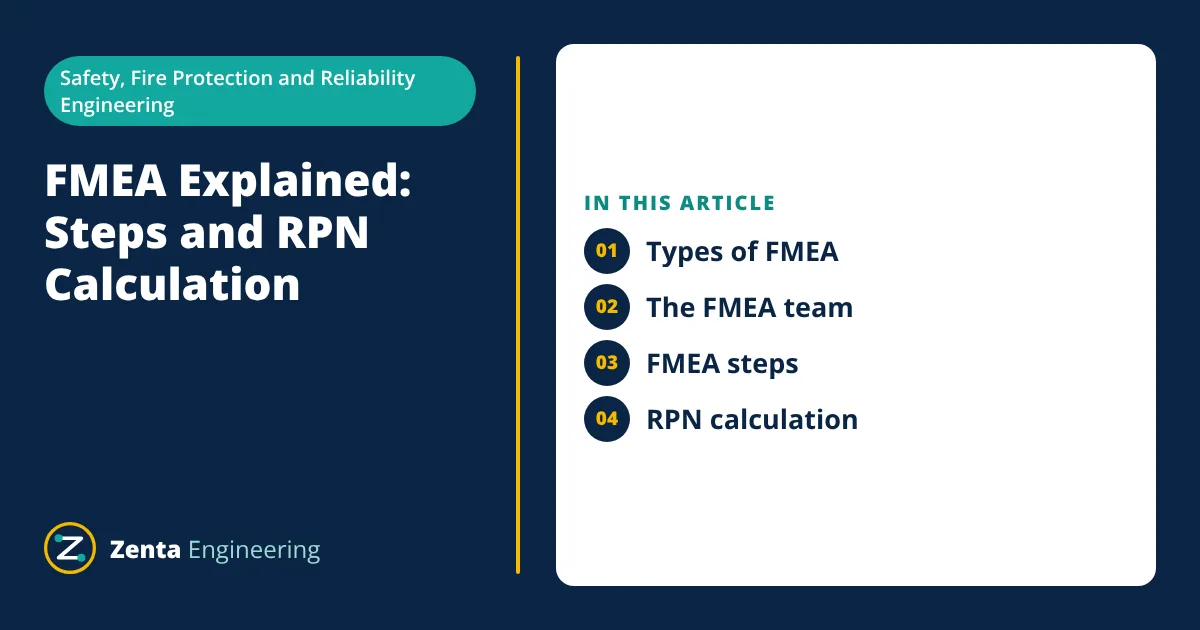 Safety, Fire Protection and Reliability
Engineering
FMEA Explained:
Steps and RPN
Calculation
Zenta Engineering
IN THIS ARTICLE
01 Types of FMEA
02 The FMEA team
03 FMEA steps
04 RPN calculation